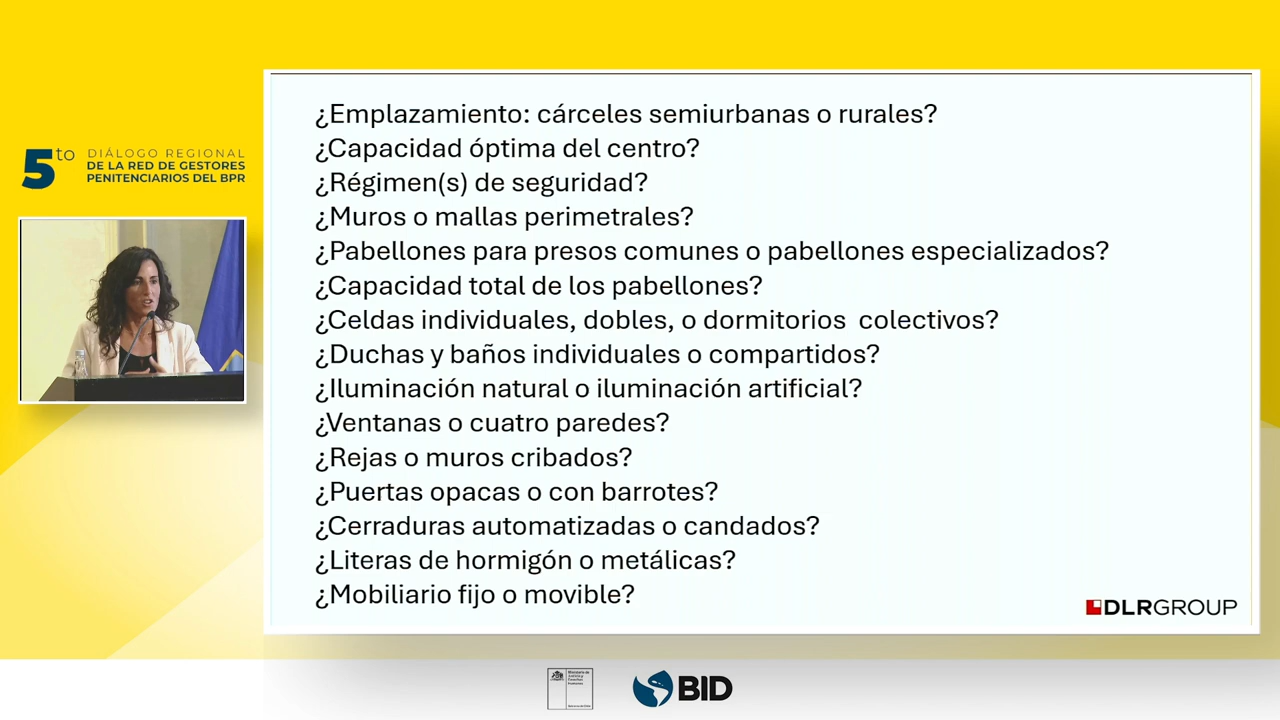 5to
DIÁLOGO REGIONAL
DE LA RED DE GESTORES
PENITENCIARIOS DEL BPR
¿Emplazamiento: cárceles semiurbanas o rurales?
¿Capacidad óptima del centro?
¿Régimen(s) de seguridad?
¿Muros o mallas perimetrales?
¿Pabellones para presos comunes o pabellones especializados?
¿Capacidad total de los pabellones?
¿Celdas individuales, dobles, o dormitorios  colectivos?
¿Duchas y baños individuales o compartidos?
¿Iluminación natural o iluminación artificial?
¿Ventanas o cuatro paredes?
¿Rejas o muros cribados?
¿Puertas opacas o con barrotes?
¿Cerraduras automatizadas o candados?
¿Literas de hormigón o metálicas?
¿Mobiliario fijo o movible?
DLRGROUP
BID